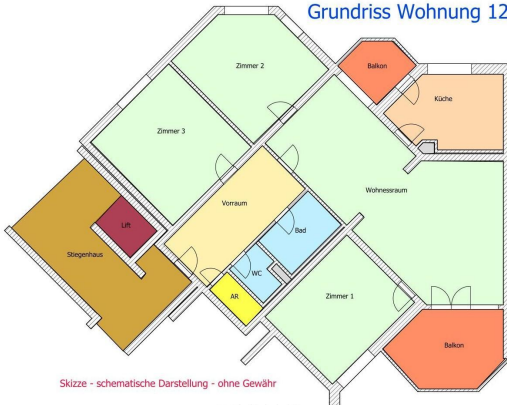 Grundriss Wohnung 12
Zimmer 2
Balkon
Küche
Zimmer 3
Wohnessraum
Vorraum
Lift
Bad
Stiegenhaus
WC
AR
Zimmer 1
Balkon
Skizze - schematische Darstellung - ohne Gewähr